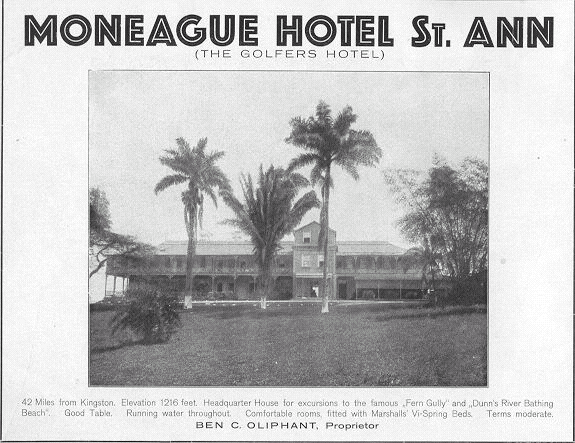 MONEAGUE HOTEL ST. ANN
(THE GOLFERS HOTEL)
42 Miles from Kingston. Elevation 1216 feet. Headquarter House for excursions to the famous „Fern Gully" and „Dunn's River Bathing
Beach". Good Table. Running water throughout. Comfortable rooms, fitted with Marshalls' Vi-Spring Beds. Terms moderate.
BEN C. OLIPHANT, Proprietor